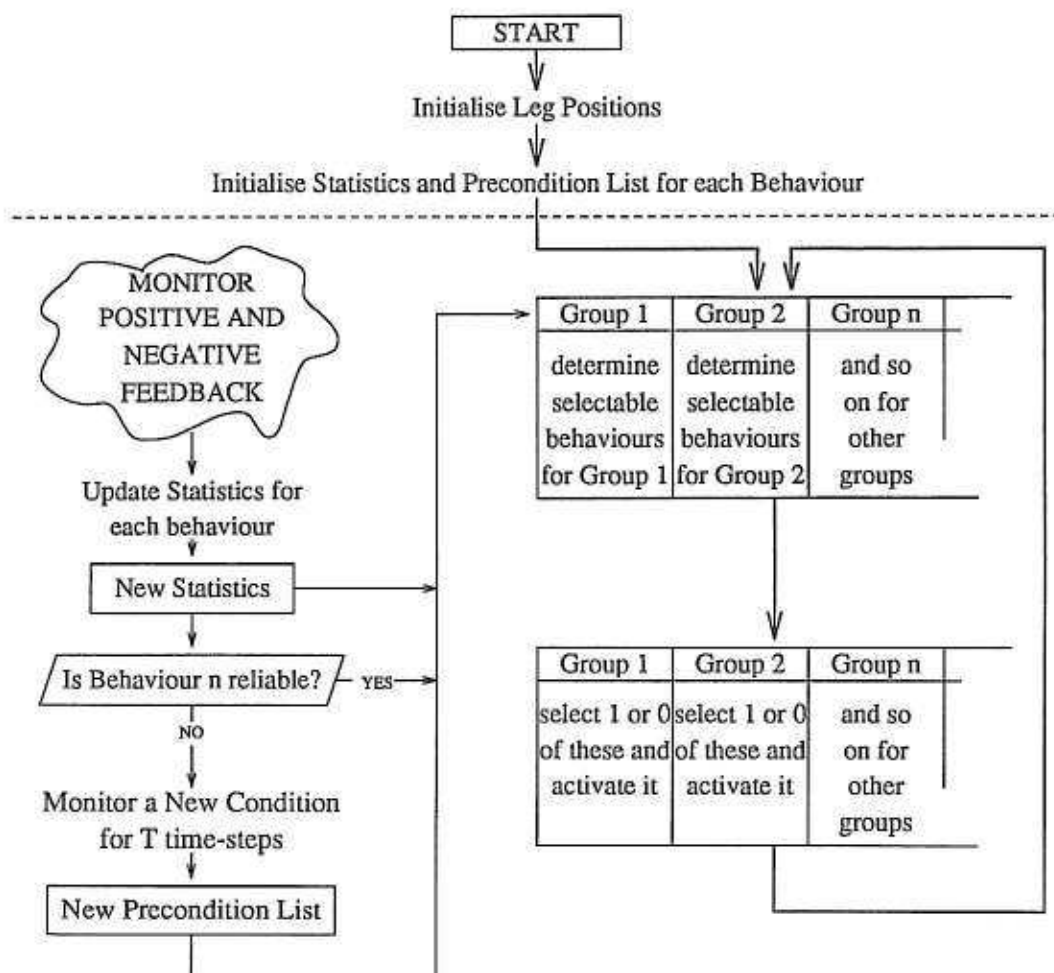 START
Initialise Leg Positions
Initialise Statistics and Precondition List for each Behaviour
MONITOR
POSITIVE AND
NEGATIVE
FEEDBACK
Update Statistics for
each behaviour
New Statistics
Is Behaviour n reliable?
YES
NO
Monitor a New Condition
for T time-steps
New Precondition List
Group 1
Group 2
Group n
determine
selectable
behaviours
for Group 1
determine
selectable
behaviours
for Group 2
and so
on for
other
groups
Group 1
Group 2
Group n
select 1 or 0
of these and
activate it
select 1 or 0
of these and
activate it
and so
on for
other
groups